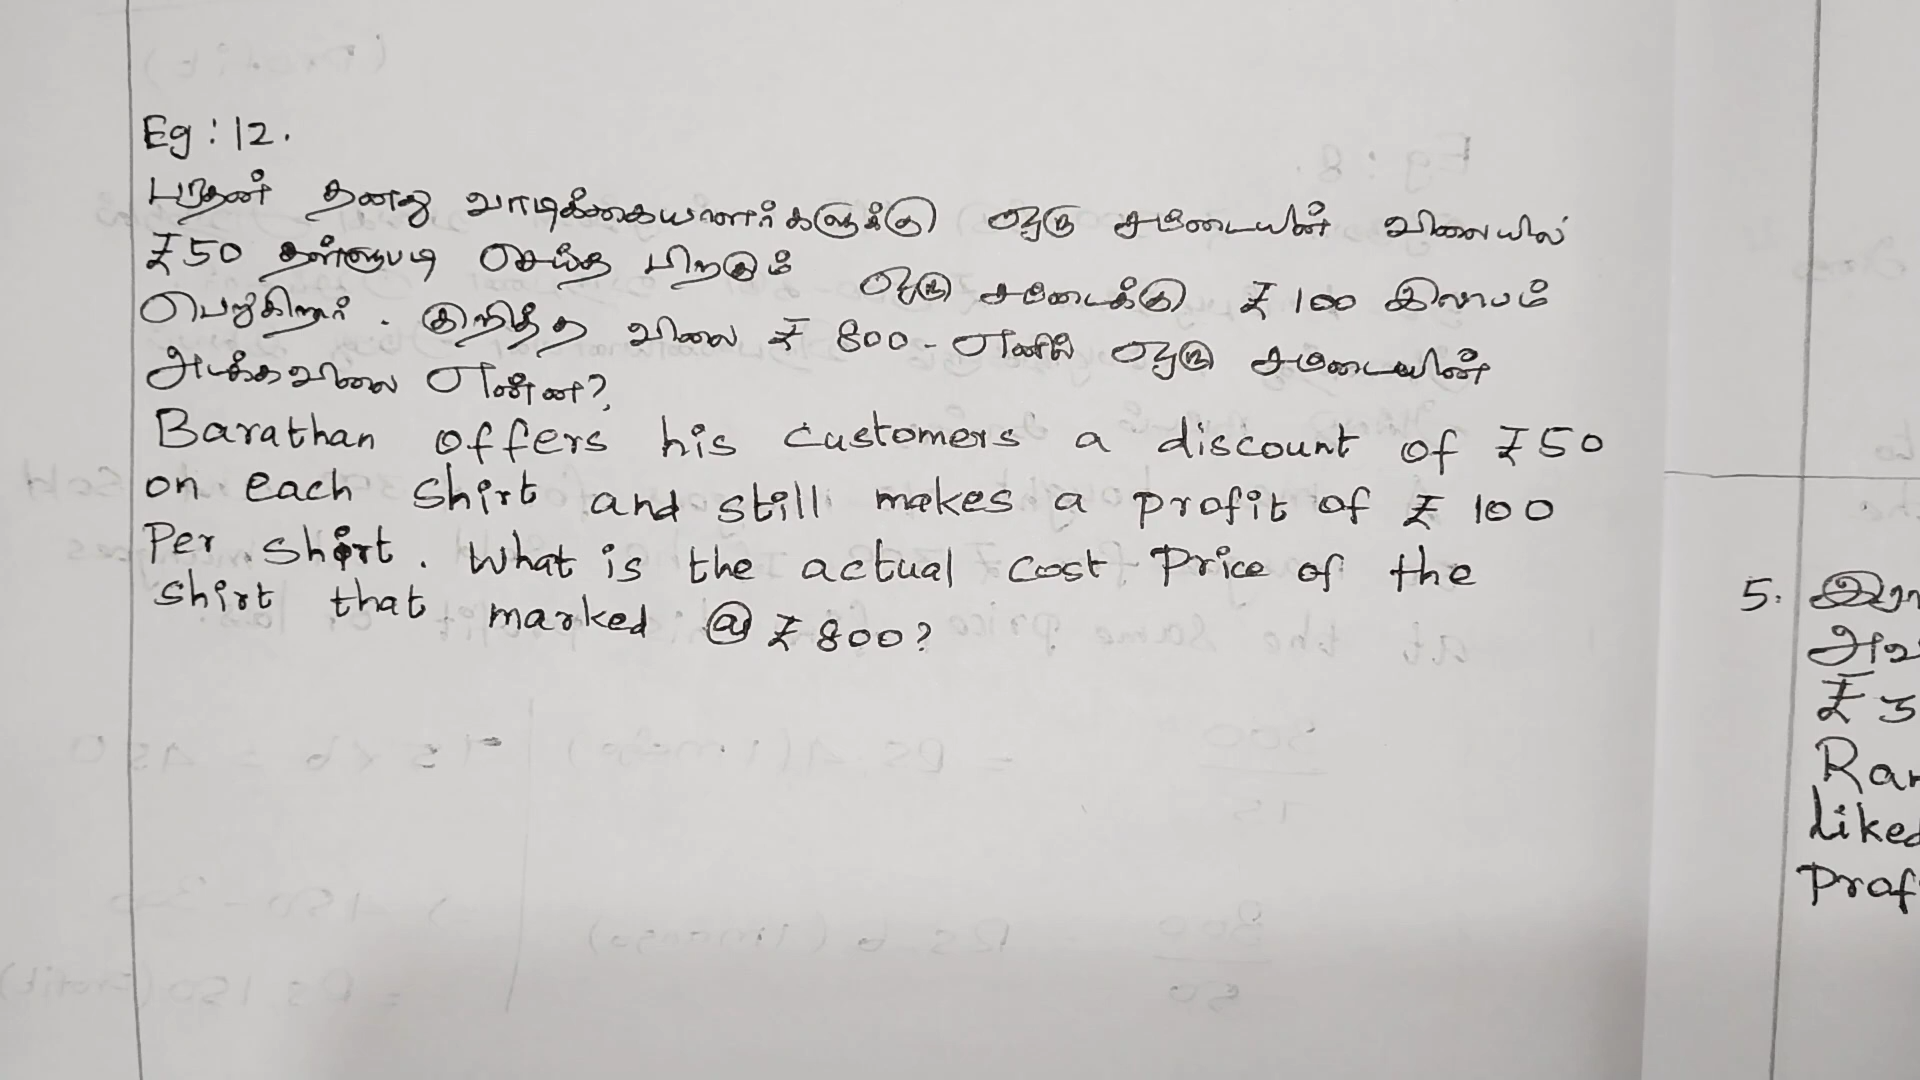 Eg : 12.
பரதன் தனது வாடிக்கையாளர்களுக்கு ஒரு சட்டையின் விலையில்
₹50 தள்ளுபடி செய்த பிறகும் ஒரு சட்டைக்கு ₹ 100 இலாபம்
பெறுகிறார். குறித்த விலை ₹ 800 - எனில் ஒரு சட்டையின்
அடக்கவிலை என்ன?
Barathan offers his customers a discount of ₹50
on each shirt and still makes a profit of ₹ 100
Per shirt. What is the actual cost Price of the
shirt that marked @ ₹ 800?
5.
₹ 3